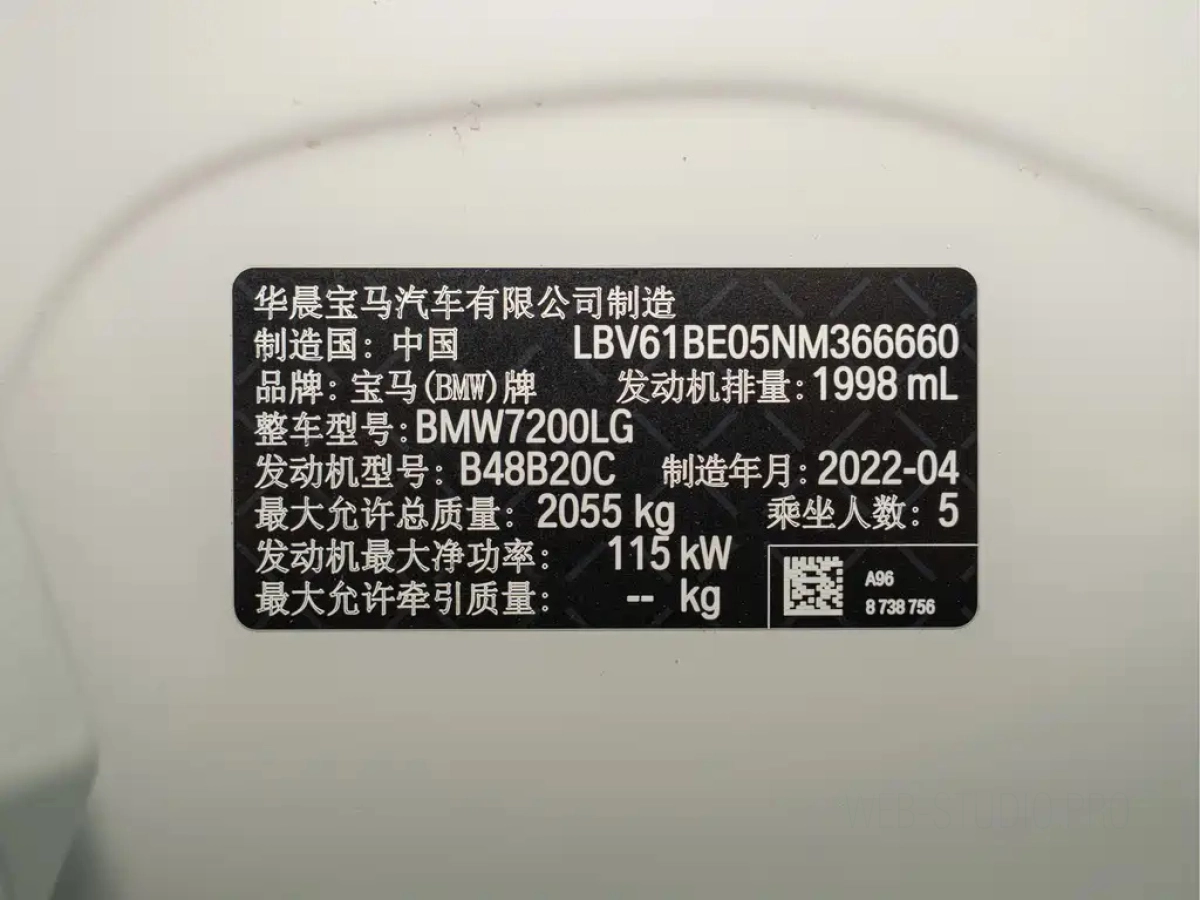 华晨宝马汽车有限公司制造
制造国：中国 LBV61BE05NM366660
品牌：宝马(BMW)牌 发动机排量：1998 mL
整车型号：BMW7200LG
发动机型号：B48B20C 制造年月：2022-04
最大允许总质量：2055 kg 乘坐人数：5
发动机最大净功率：115 kW
最大允许牵引质量：-- kg
A96
8 738 756